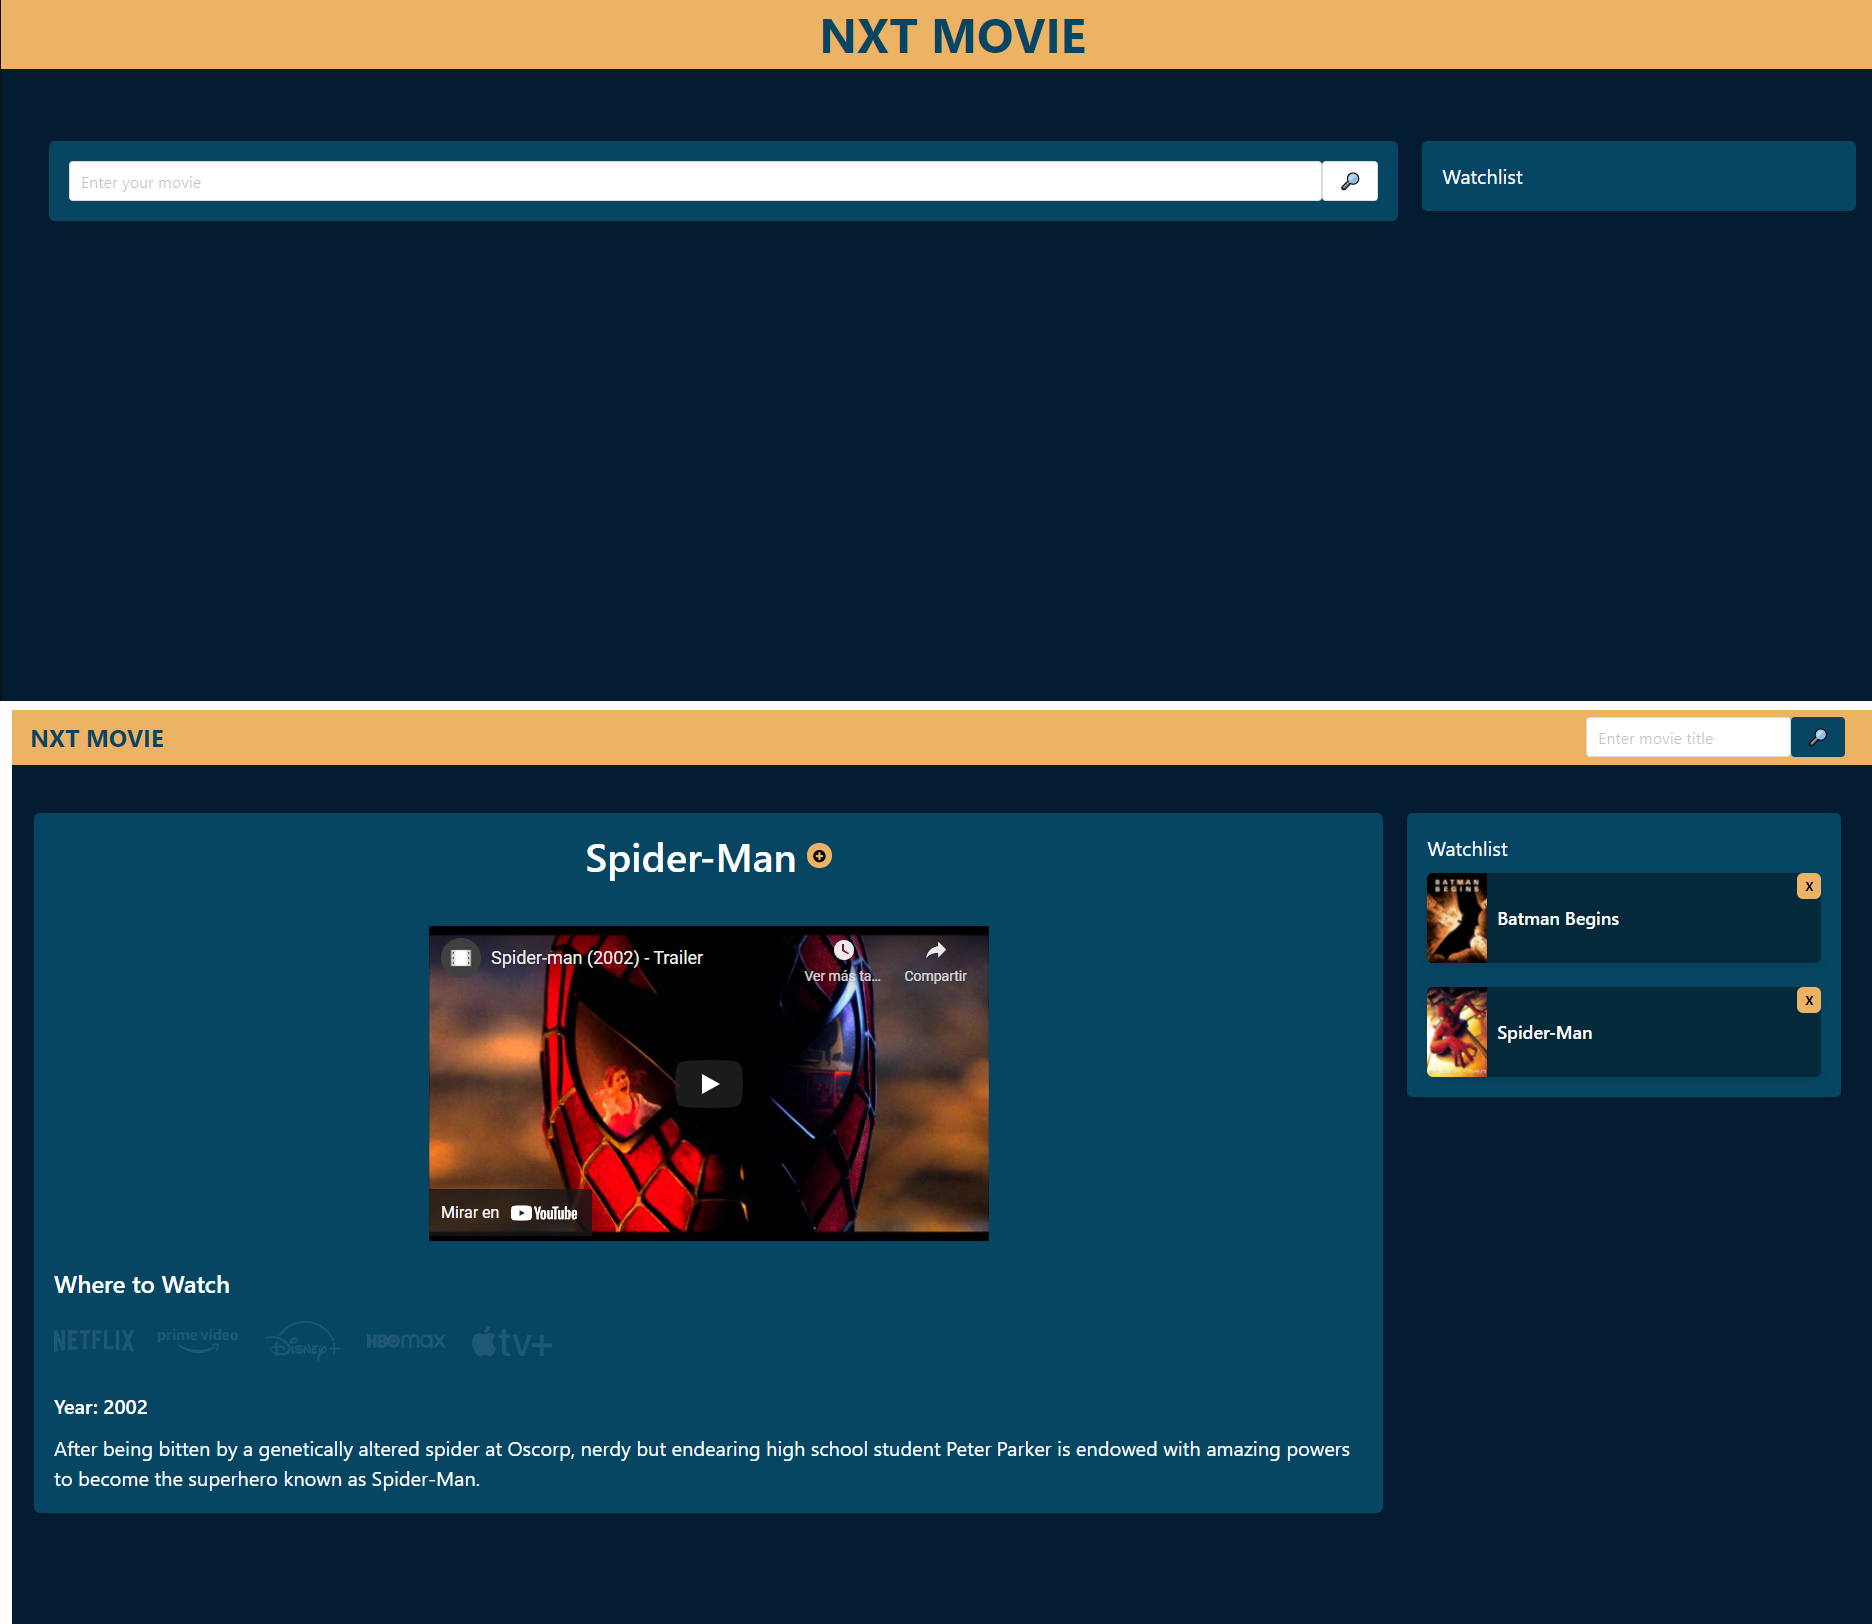 NXT MOVIE
Enter your movie
Watchlist
NXT MOVIE
Enter movie title
Spider-Man
Spider-man (2002) - Trailer
Ver más ta...
Compartir
Mirar en YouTube
Where to Watch
NETFLIX
prime video
Disney+
HBOmax
tv+
Year: 2002
After being bitten by a genetically altered spider at Oscorp, nerdy but endearing high school student Peter Parker is endowed with amazing powers
to become the superhero known as Spider-Man.
Watchlist
BATMAN
BEGINS
X
Batman Begins
X
Spider-Man